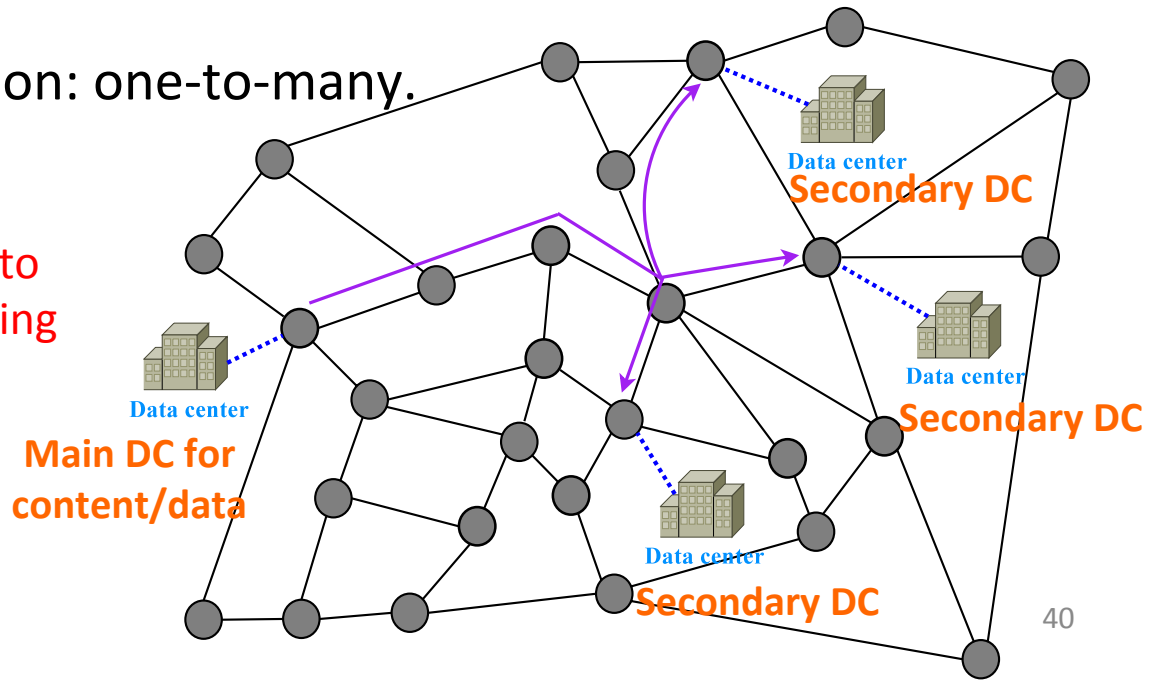 on: one-to-many.
to
ing
Data center
Secondary DC
Data center
Secondary DC
Data center
Main DC for
content/data
Data center
Secondary DC
40